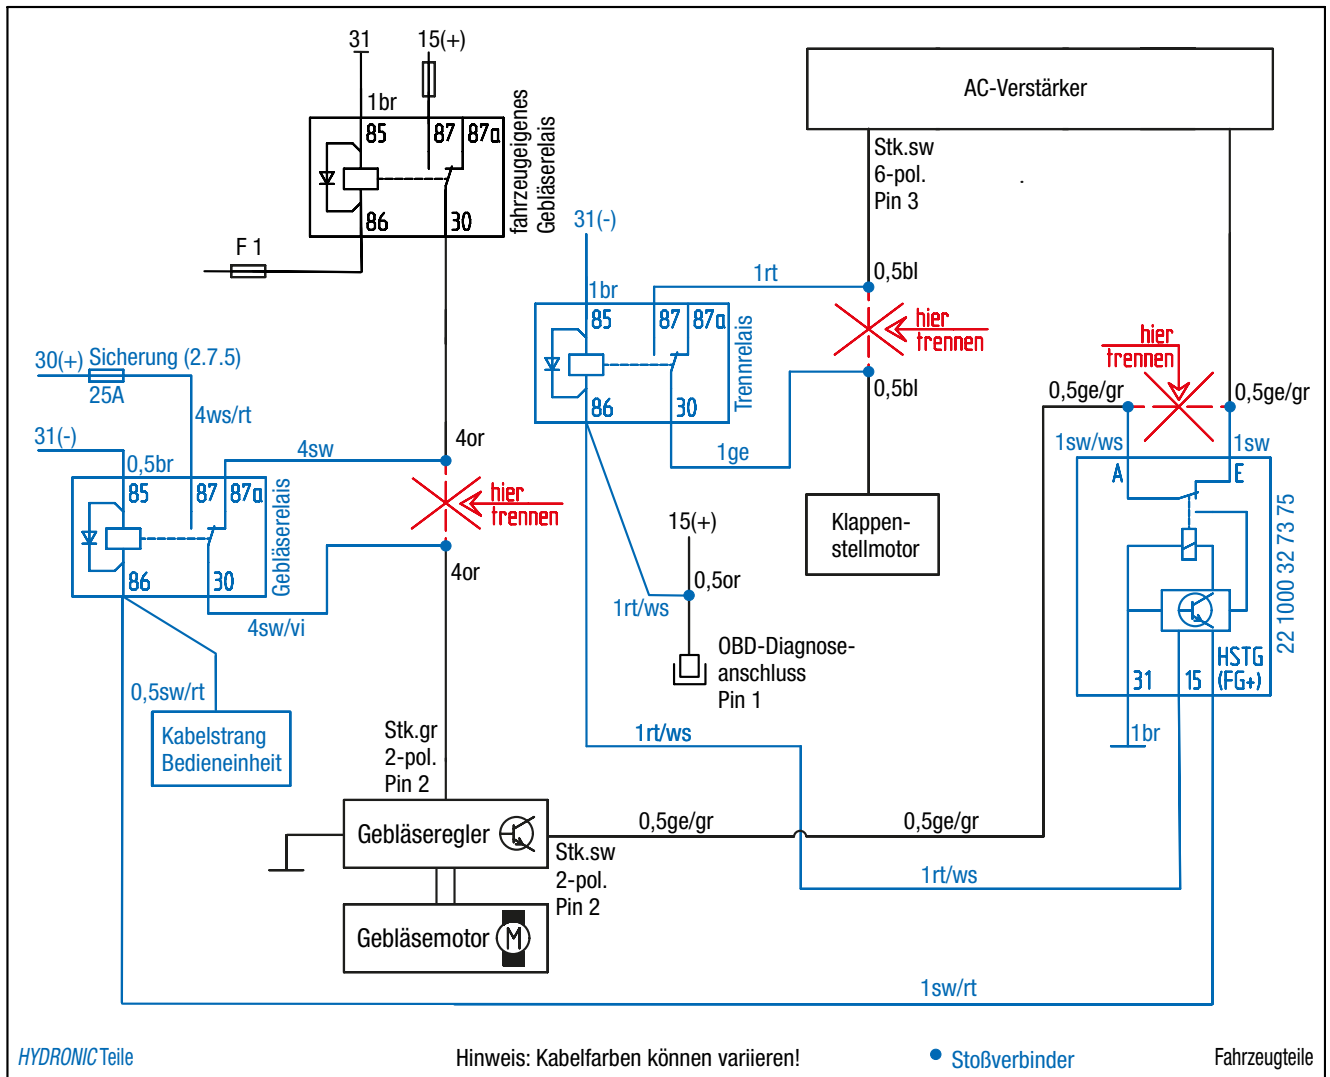 31
15(+)
1br
85
87
87a
86
30
fahrzeugeigenes
Gebläserelais
F 1
AC-Verstärker
Stk.sw
6-pol.
Pin 3
31(-)
1rt
0,5bl
1br
85
87
87a
86
30
Trennrelais
hier
trennen
0,5bl
1ge
hier
trennen
0,5ge/gr
0,5ge/gr
30(+)
Sicherung (2.7.5)
25A
4ws/rt
31(-)
0,5br
4sw
4or
85
87
87a
86
30
Gebläserelais
hier
trennen
4or
4sw/vi
0,5sw/rt
Kabelstrang
Bedieneinheit
Klappen-
stellmotor
15(+)
0,5or
1rt/ws
OBD-Diagnose-
anschluss
Pin 1
1sw/ws
1sw
A
E
22 1000 32 73 75
HSTG
(FG+)
31
15
1br
1rt/ws
Stk.gr
2-pol.
Pin 2
Gebläseregler
0,5ge/gr
0,5ge/gr
Stk.sw
2-pol.
Pin 2
1rt/ws
Gebläsemotor
M
1sw/rt
HYDRONIC Teile
Hinweis: Kabelfarben können variieren!
Stoßverbinder
Fahrzeugteile